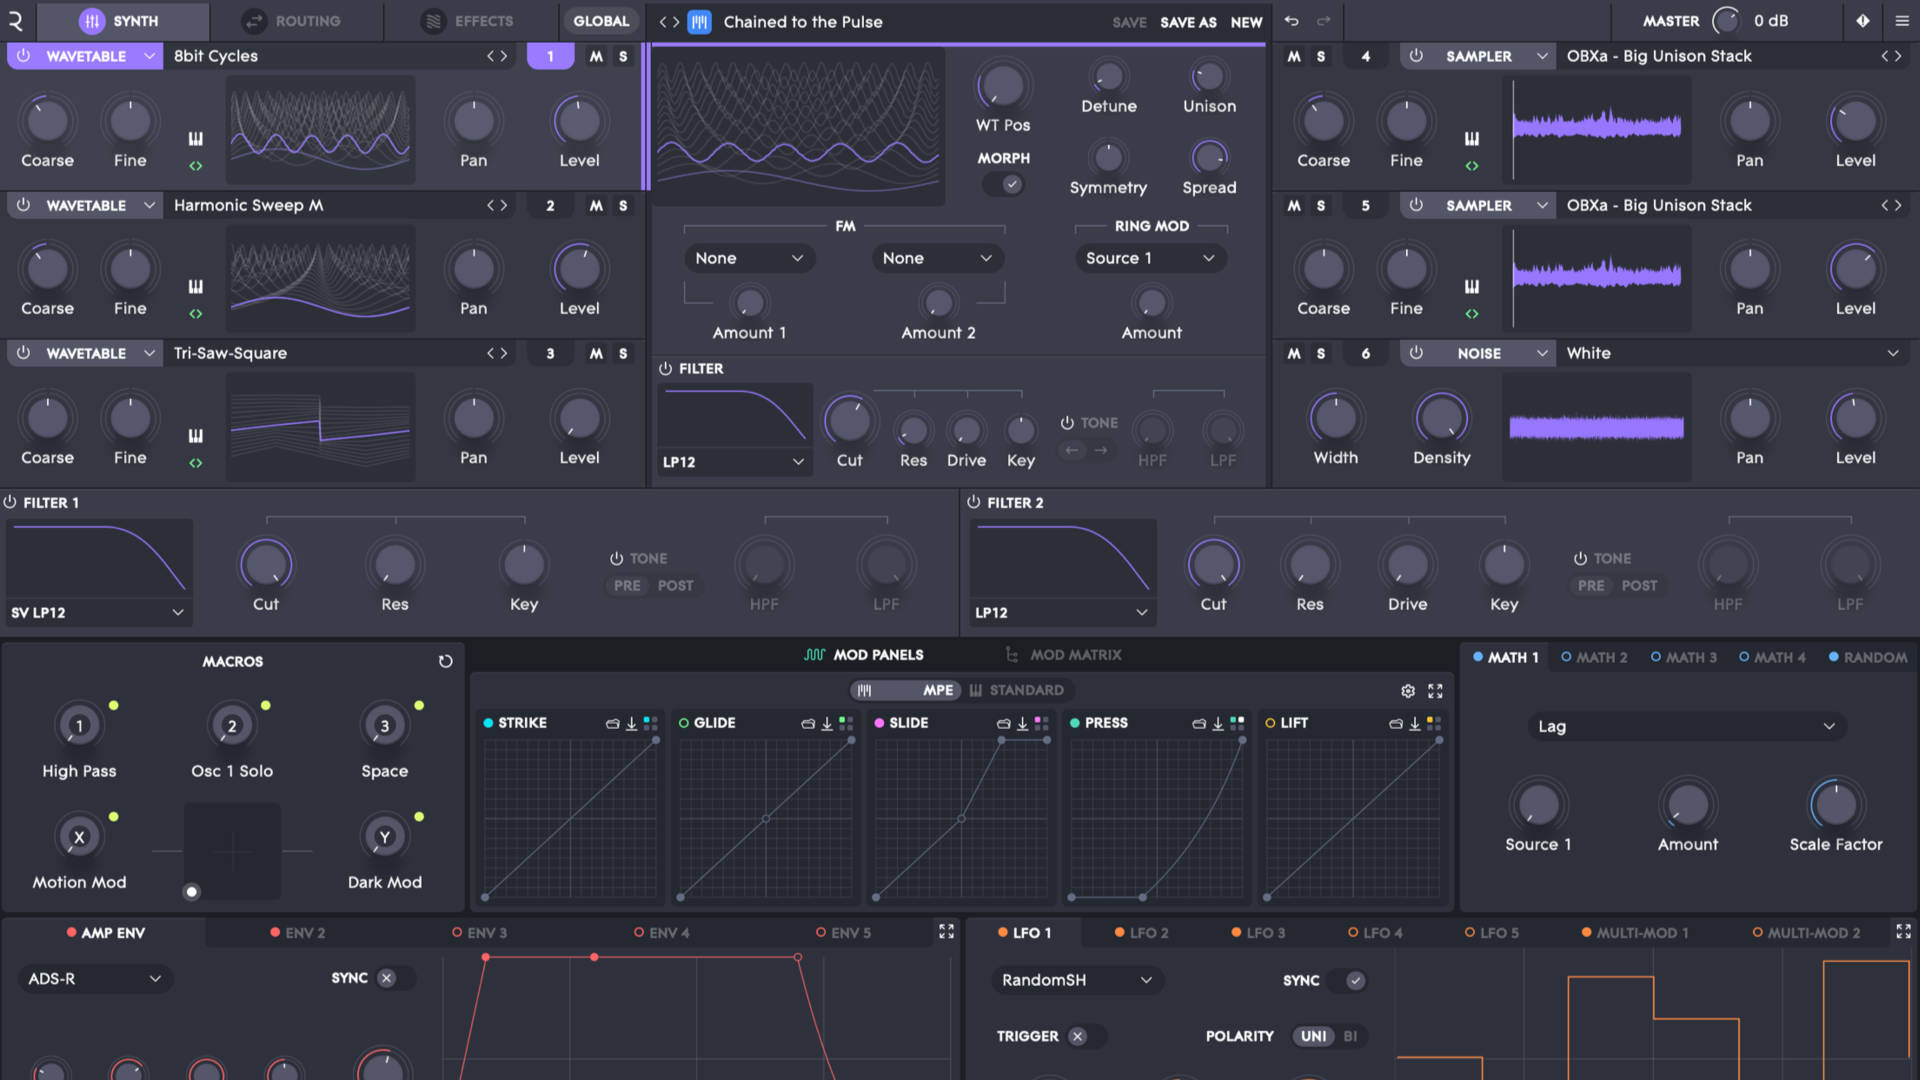 SYNTH
ROUTING
EFFECTS
GLOBAL
Chained to the Pulse
SAVE
SAVE AS
NEW
MASTER
0 dB
WAVETABLE
8bit Cycles
1
M
S
Coarse
Fine
Pan
Level
WAVETABLE
Harmonic Sweep M
2
M
S
Coarse
Fine
Pan
Level
WAVETABLE
Tri-Saw-Square
3
M
S
Coarse
Fine
Pan
Level
WT Pos
Detune
Unison
MORPH
Symmetry
Spread
FM
RING MOD
None
None
Source 1
Amount 1
Amount 2
Amount
FILTER
LP12
Cut
Res
Drive
Key
TONE
HPF
LPF
M
S
4
SAMPLER
OBXa - Big Unison Stack
Coarse
Fine
Pan
Level
M
S
5
SAMPLER
OBXa - Big Unison Stack
Coarse
Fine
Pan
Level
M
S
6
NOISE
White
Width
Density
Pan
Level
FILTER 1
SV LP12
Cut
Res
Key
TONE
PRE
POST
HPF
LPF
FILTER 2
LP12
Cut
Res
Drive
Key
TONE
PRE
POST
HPF
LPF
MACROS
1
2
3
High Pass
Osc 1 Solo
Space
X
Y
Motion Mod
Dark Mod
MOD PANELS
MOD MATRIX
MPE
STANDARD
STRIKE
GLIDE
SLIDE
PRESS
LIFT
MATH 1
MATH 2
MATH 3
MATH 4
RANDOM
Lag
Source 1
Amount
Scale Factor
AMP ENV
ENV 2
ENV 3
ENV 4
ENV 5
ADS-R
SYNC
LFO 1
LFO 2
LFO 3
LFO 4
LFO 5
MULTI-MOD 1
MULTI-MOD 2
RandomSH
SYNC
TRIGGER
POLARITY
UNI
BI